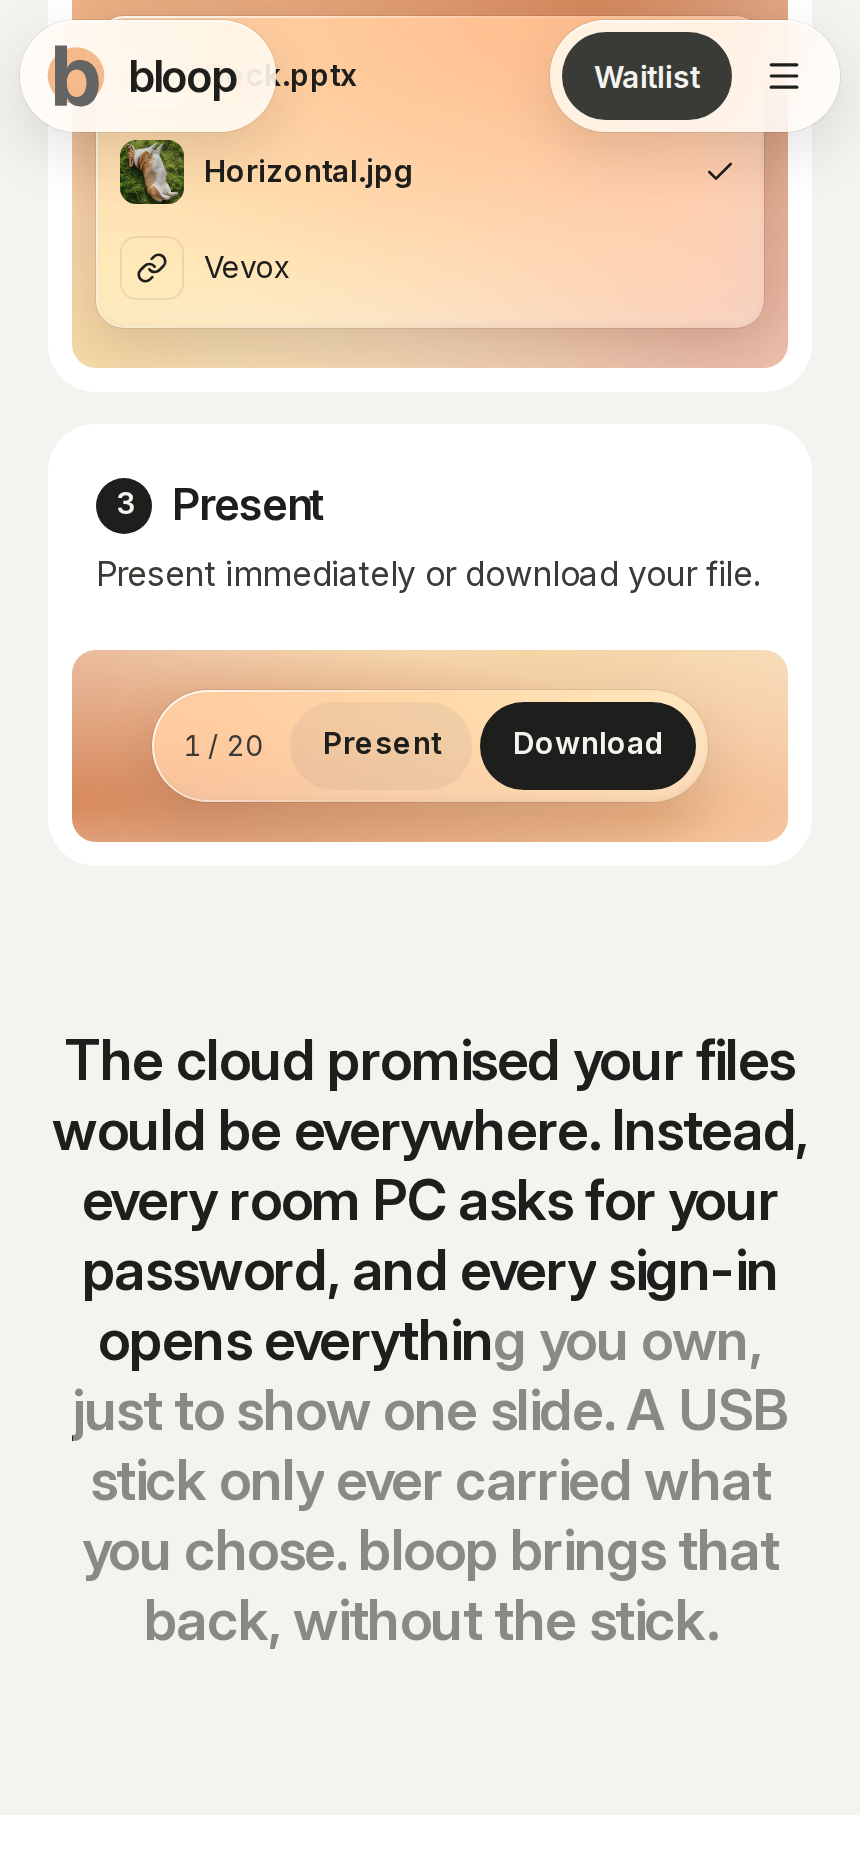 bloop
ck.pptx
Waitlist
Horizontal.jpg
Vevox
3 Present
Present immediately or download your file.
1 / 20 Present Download
The cloud promised your files
would be everywhere. Instead,
every room PC asks for your
password, and every sign-in
opens everything you own,
just to show one slide. A USB
stick only ever carried what
you chose. bloop brings that
back, without the stick.